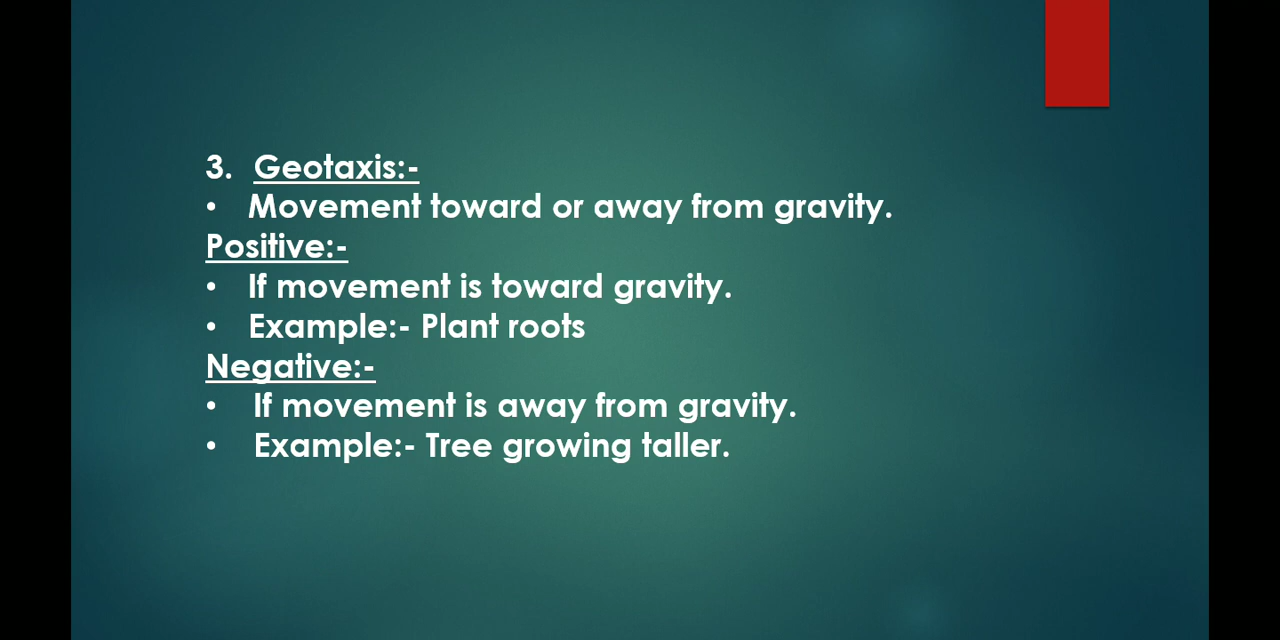 3. Geotaxis:-
• Movement toward or away from gravity.
Positive:-
• If movement is toward gravity.
• Example:- Plant roots
Negative:-
• If movement is away from gravity.
• Example:- Tree growing taller.